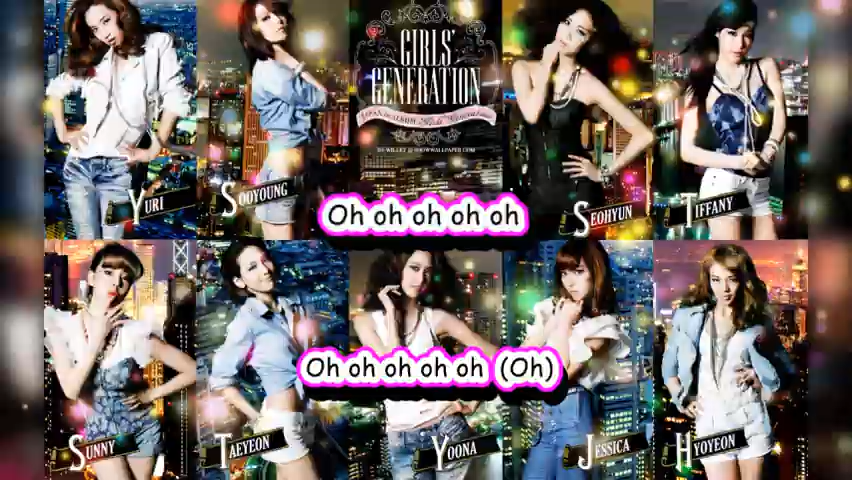 GIRLS'
GENERATION
YURI
SOOYOUNG
SEOHYUN
TIFFANY
Oh oh oh oh oh
Oh oh oh oh oh (Oh)
SUNNY
TAEYEON
YOONA
JESSICA
HYOYEON